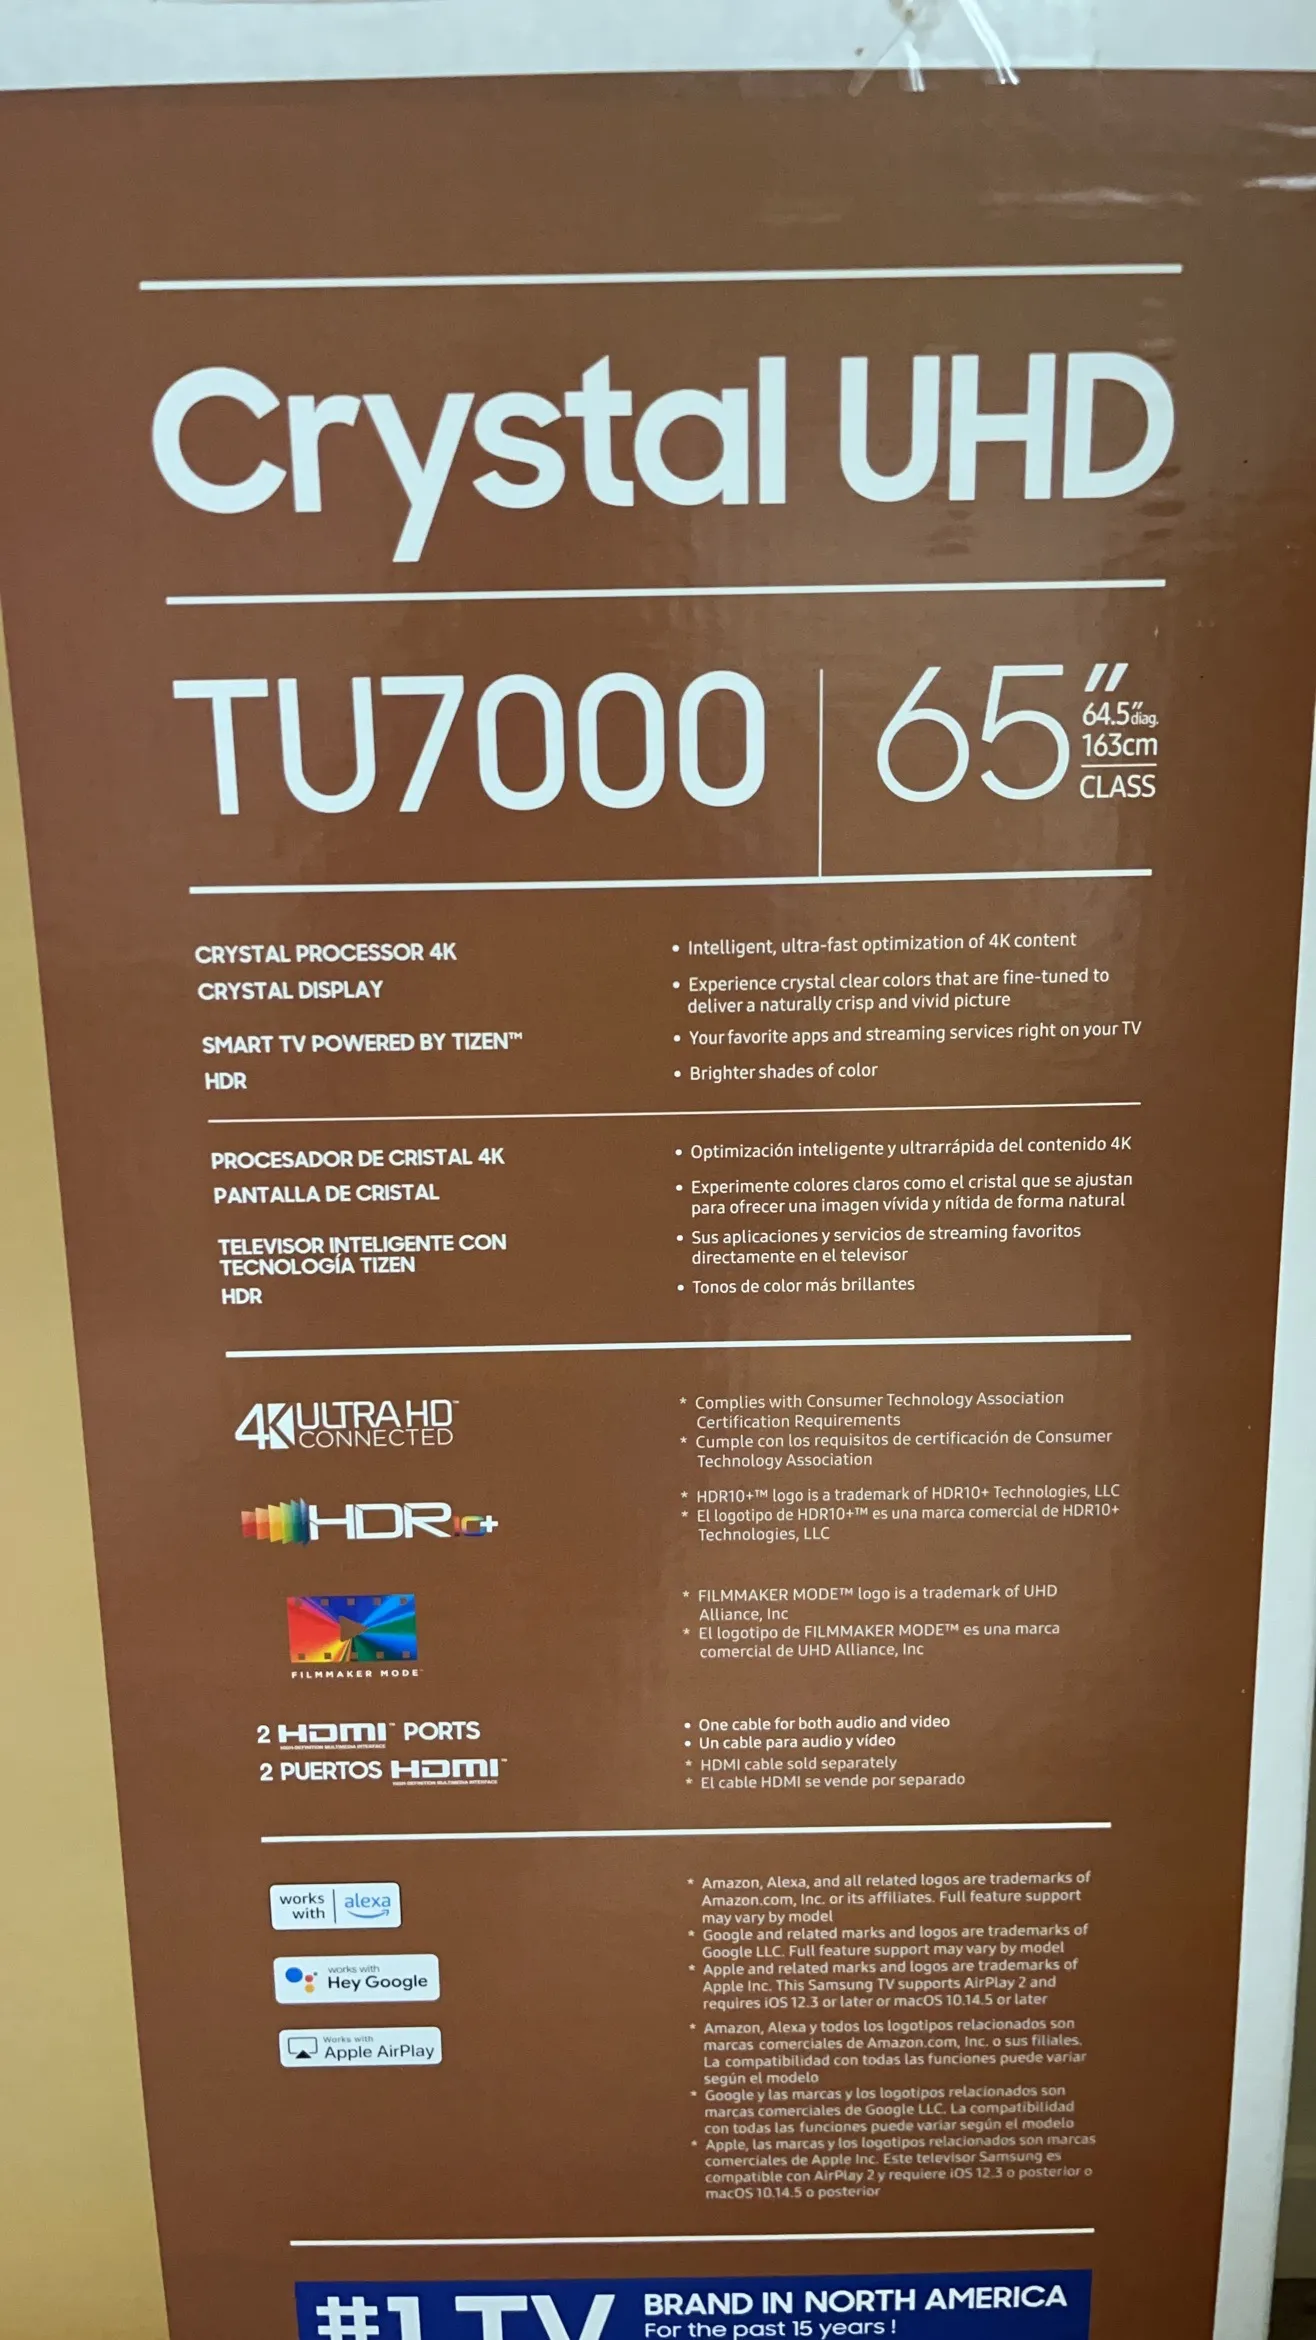 Crystal UHD
TU7000
65"
64.5" diag.
163cm
CLASS
CRYSTAL PROCESSOR 4K
• Intelligent, ultra-fast optimization of 4K content
CRYSTAL DISPLAY
• Experience crystal clear colors that are fine-tuned to
deliver a naturally crisp and vivid picture
SMART TV POWERED BY TIZEN™
• Your favorite apps and streaming services right on your TV
HDR
• Brighter shades of color
PROCESADOR DE CRISTAL 4K
• Optimización inteligente y ultrarrápida del contenido 4K
PANTALLA DE CRISTAL
• Experimente colores claros como el cristal que se ajustan
para ofrecer una imagen vívida y nítida de forma natural
TELEVISOR INTELIGENTE CON
TECNOLOGÍA TIZEN
• Sus aplicaciones y servicios de streaming favoritos
directamente en el televisor
HDR
• Tonos de color más brillantes
4K ULTRA HD™
CONNECTED
* Complies with Consumer Technology Association
Certification Requirements
* Cumple con los requisitos de certificación de Consumer
Technology Association
HDR10+
* HDR10+™ logo is a trademark of HDR10+ Technologies, LLC
* El logotipo de HDR10+™ es una marca comercial de HDR10+
Technologies, LLC
FILMMAKER MODE™
* FILMMAKER MODE™ logo is a trademark of UHD
Alliance, Inc
* El logotipo de FILMMAKER MODE™ es una marca
comercial de UHD Alliance, Inc
2 HDMI™ PORTS
HIGH-DEFINITION MULTIMEDIA INTERFACE
2 PUERTOS HDMI™
HIGH-DEFINITION MULTIMEDIA INTERFACE
• One cable for both audio and video
• Un cable para audio y vídeo
* HDMI cable sold separately
* El cable HDMI se vende por separado
works with | alexa
works with
Hey Google
Works with
Apple AirPlay
* Amazon, Alexa, and all related logos are trademarks of
Amazon.com, Inc. or its affiliates. Full feature support
may vary by model
* Google and related marks and logos are trademarks of
Google LLC. Full feature support may vary by model
* Apple and related marks and logos are trademarks of
Apple Inc. This Samsung TV supports AirPlay 2 and
requires iOS 12.3 or later or macOS 10.14.5 or later
* Amazon, Alexa y todos los logotipos relacionados son
marcas comerciales de Amazon.com, Inc. o sus filiales.
La compatibilidad con todas las funciones puede variar
según el modelo
* Google y las marcas y los logotipos relacionados son
marcas comerciales de Google LLC. La compatibilidad
con todas las funciones puede variar según el modelo
* Apple, las marcas y los logotipos relacionados son marcas
comerciales de Apple Inc. Este televisor Samsung es
compatible con AirPlay 2 y requiere iOS 12.3 o posterior o
macOS 10.14.5 o posterior
#1 TV
BRAND IN NORTH AMERICA
For the past 15 years !